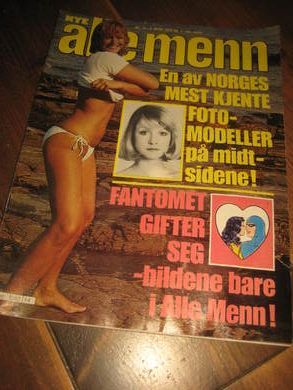 NYE
alle menn
En av NORGES
MEST KJENTE
FOTO-
MODELLER
på midt-
sidene!
FANTOMET
GIFTER
SEG
-bildene bare
i Alle Menn!